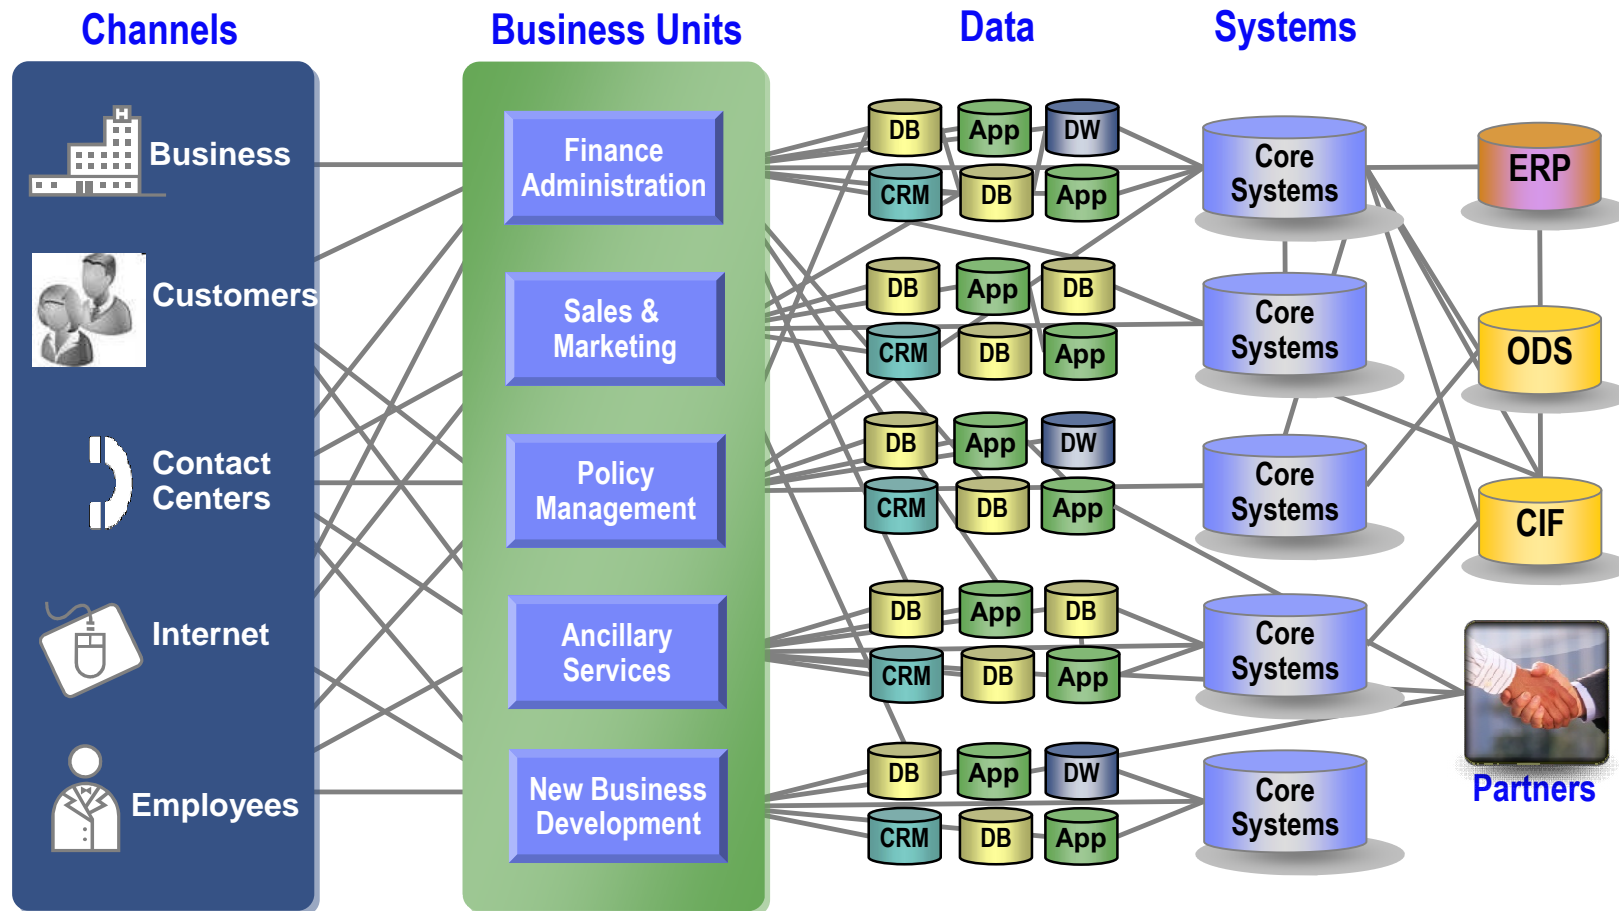 Channels
Business Units
Data
Systems
Business
Customers
Contact
Centers
Internet
Employees
Finance
Administration
Sales &
Marketing
Policy
Management
Ancillary
Services
New Business
Development
DB
App
DW
CRM
DB
App
DB
App
DB
CRM
DB
App
DB
App
DW
CRM
DB
App
DB
App
DB
CRM
DB
App
DB
App
DW
CRM
DB
App
Core
Systems
Core
Systems
Core
Systems
Core
Systems
Core
Systems
ERP
ODS
CIF
Partners